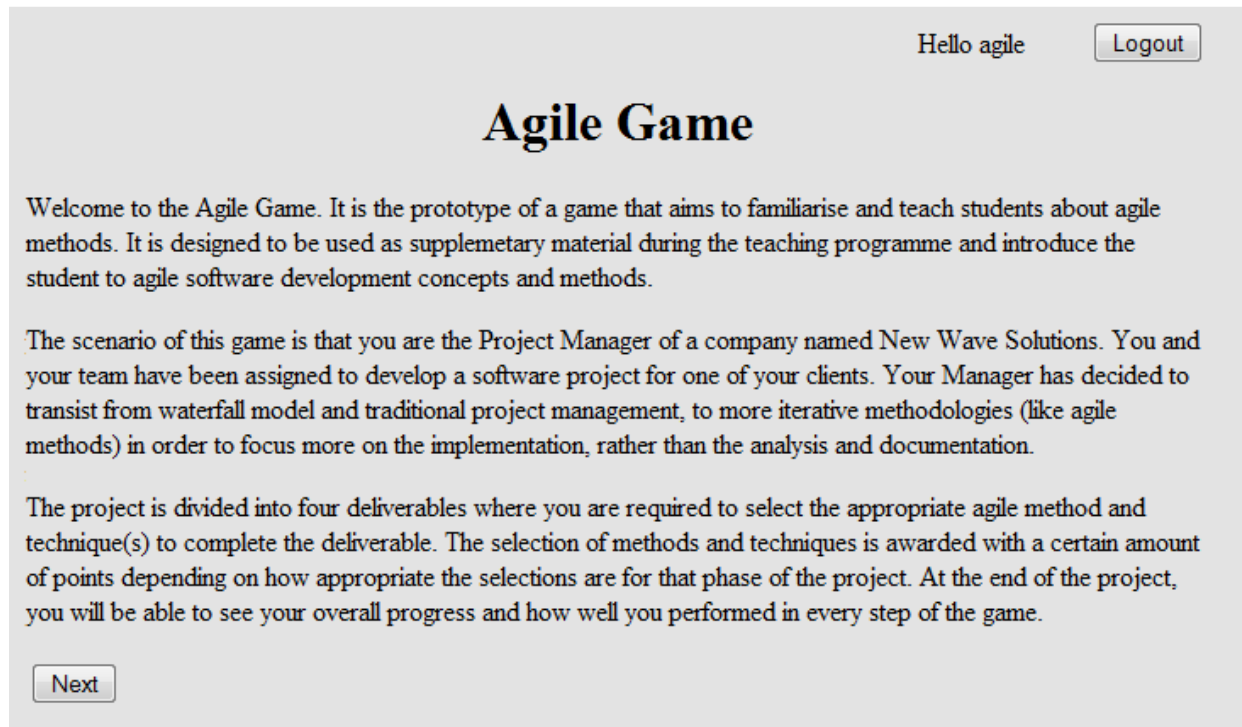 Hello agile Logout
Agile Game
Welcome to the Agile Game. It is the prototype of a game that aims to familiarise and teach students about agile
methods. It is designed to be used as supplemetary material during the teaching programme and introduce the
student to agile software development concepts and methods.
The scenario of this game is that you are the Project Manager of a company named New Wave Solutions. You and
your team have been assigned to develop a software project for one of your clients. Your Manager has decided to
transist from waterfall model and traditional project management, to more iterative methodologies (like agile
methods) in order to focus more on the implementation, rather than the analysis and documentation.
The project is divided into four deliverables where you are required to select the appropriate agile method and
technique(s) to complete the deliverable. The selection of methods and techniques is awarded with a certain amount
of points depending on how appropriate the selections are for that phase of the project. At the end of the project,
you will be able to see your overall progress and how well you performed in every step of the game.
Next